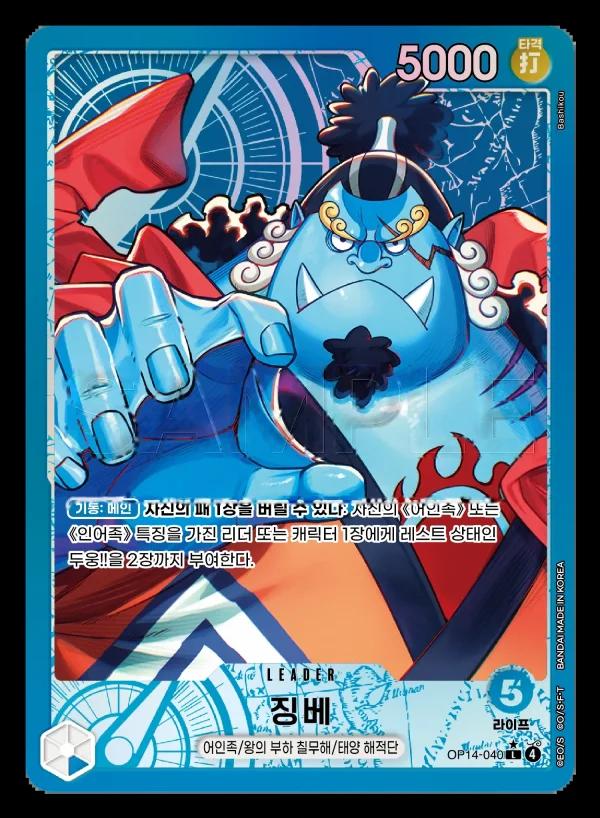 5000
타격
打
Bashikou
SAMPLE
기동: 메인 자신의 패 1장을 버릴 수 있다: 자신의 《어인족》 또는
《인어족》 특징을 가진 리더 또는 캐릭터 1장에게 레스트 상태인
두웅!!을 2장까지 부여한다.
LEADER
징베
5
라이프
어인족/왕의 부하 칠무해/태양 해적단
OP14-040 L 4
©EO/S ©O/S·F·T BANDAI MADE IN KOREA